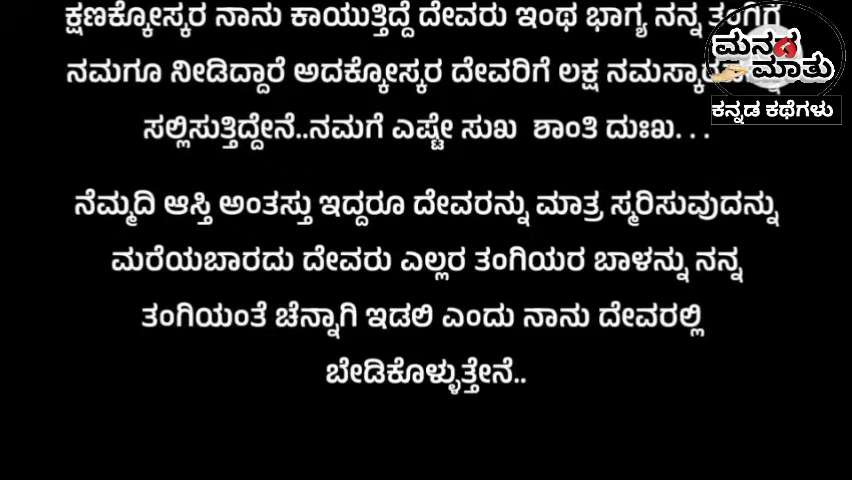 ಕ್ಷಣಕ್ಕೋಸ್ಕರ ನಾನು ಕಾಯುತ್ತಿದ್ದೆ ದೇವರು ಇಂಥ ಭಾಗ್ಯ ನನ್ನ ತಂಗಿಗೆ
ನಮಗೂ ನೀಡಿದ್ದಾರೆ ಅದಕ್ಕೋಸ್ಕರ ದೇವರಿಗೆ ಲಕ್ಷ
ಸಲ್ಲಿಸುತ್ತಿದ್ದೇನೆ..ನಮಗೆ ಎಷ್ಟೇ ಸುಖ ಶಾಂತಿ ದುಃಖ...
ನೆಮ್ಮದಿ ಆಸ್ತಿ ಅಂತಸ್ತು ಇದ್ದರೂ ದೇವರನ್ನು ಮಾತ್ರ ಸ್ಮರಿಸುವುದನ್ನು
ಮರೆಯಬಾರದು ದೇವರು ಎಲ್ಲರ ತಂಗಿಯರ ಬಾಳನ್ನು ನನ್ನ
ತಂಗಿಯಂತೆ ಚೆನ್ನಾಗಿ ಇಡಲಿ ಎಂದು ನಾನು ದೇವರಲ್ಲಿ
ಬೇಡಿಕೊಳ್ಳುತ್ತೇನೆ..
ಮನದ
ಮಾತು
ಕನ್ನಡ ಕಥೆಗಳು